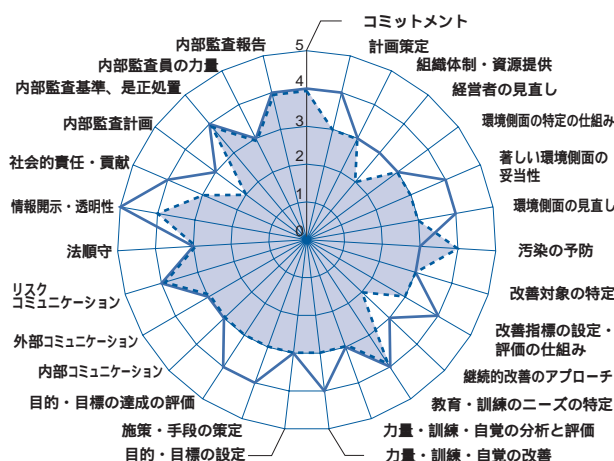 コミットメント
計画策定
組織体制・資源提供
経営者の見直し
環境側面の特定の仕組み
著しい環境側面の
妥当性
環境側面の見直し
汚染の予防
改善対象の特定
改善指標の設定・
評価の仕組み
継続的改善のアプローチ
教育・訓練のニーズの特定
力量・訓練・自覚の分析と評価
力量・訓練・自覚の改善
目的・目標の設定
施策・手段の策定
目的・目標の達成の評価
内部コミュニケーション
外部コミュニケーション
リスク
コミュニケーション
法順守
情報開示・透明性
社会的責任・貢献
内部監査計画
内部監査基準、是正処置
内部監査員の力量
内部監査報告
5
4
3
2
1
0